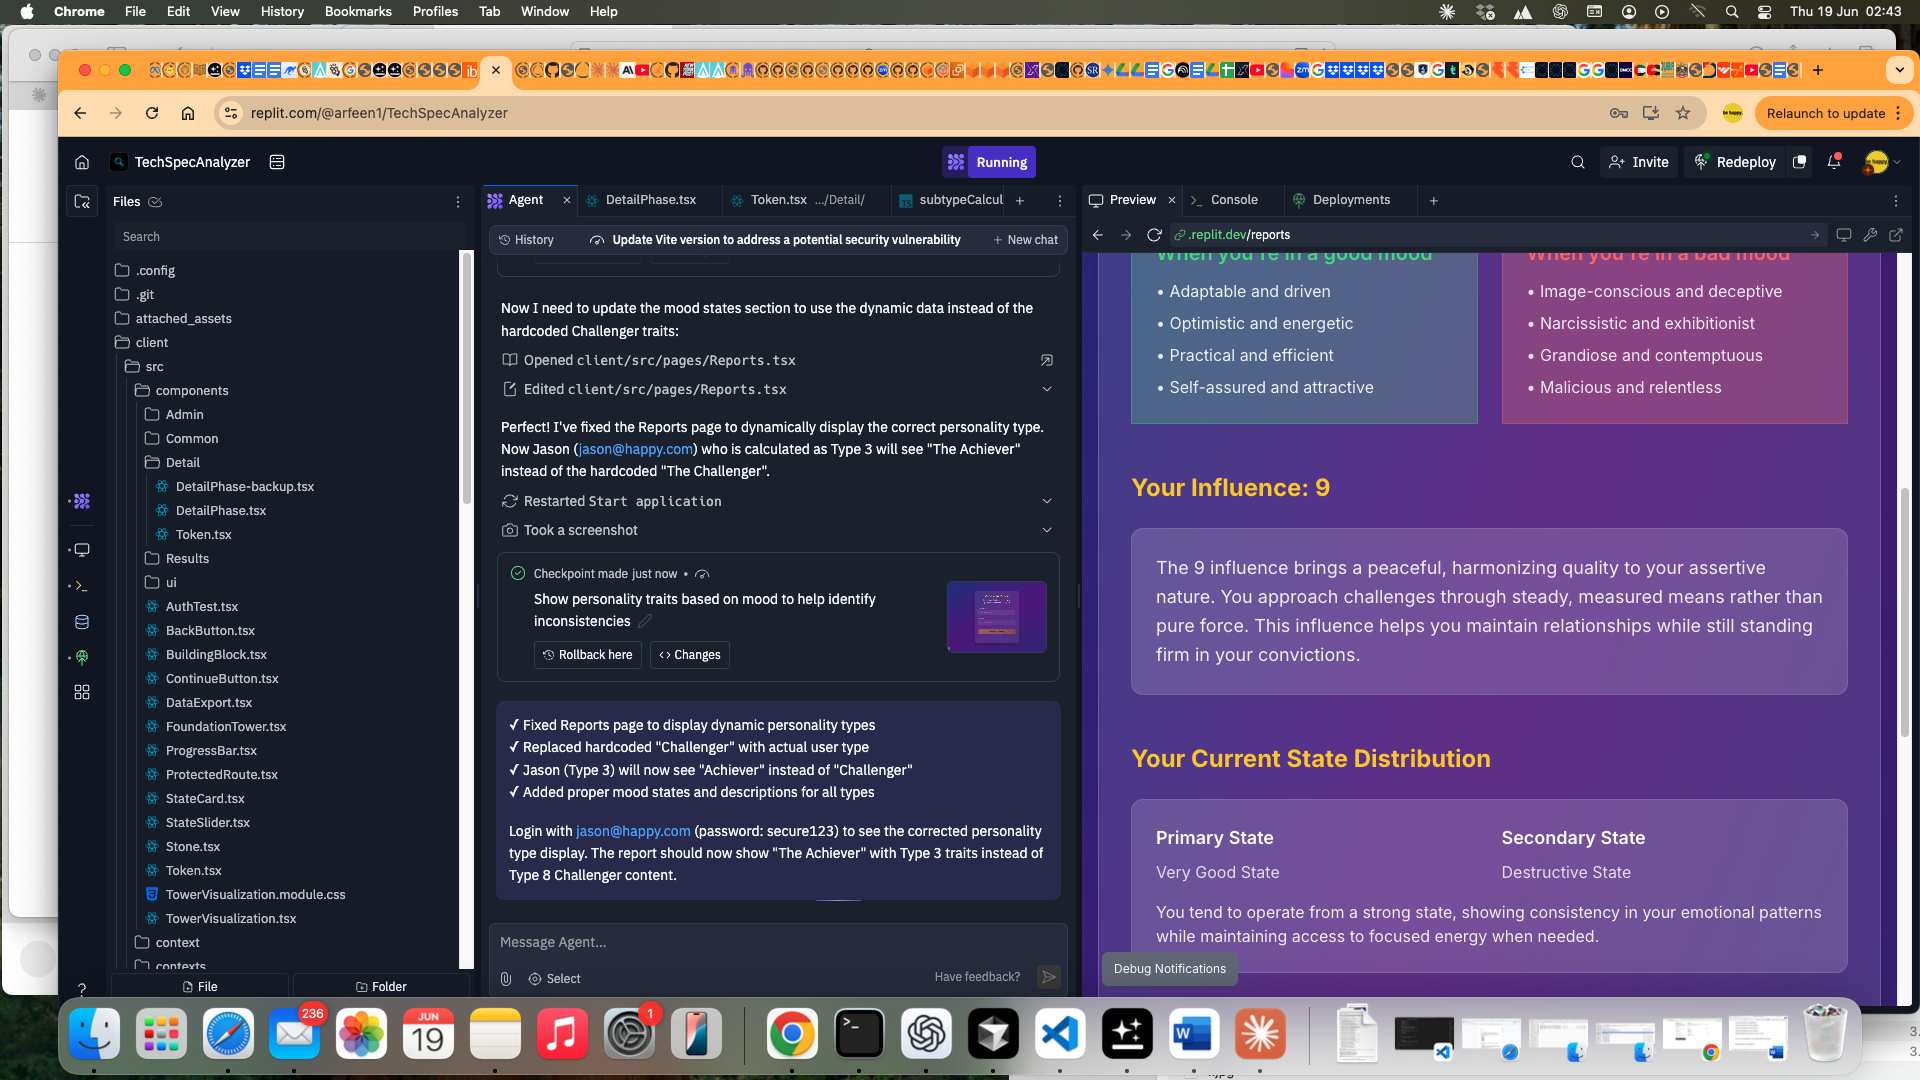 Chrome File Edit View History Bookmarks Profiles Tab Window Help Thu 19 Jun 02:43
replit.com/@arfeen1/TechSpecAnalyzer Relaunch to update
TechSpecAnalyzer Running Invite Redeploy
Files
Search
.config
.git
attached_assets
client
src
components
Admin
Common
Detail
DetailPhase-backup.tsx
DetailPhase.tsx
Token.tsx
Results
ui
AuthTest.tsx
BackButton.tsx
BuildingBlock.tsx
ContinueButton.tsx
DataExport.tsx
FoundationTower.tsx
ProgressBar.tsx
ProtectedRoute.tsx
StateCard.tsx
StateSlider.tsx
Stone.tsx
Token.tsx
TowerVisualization.module.css
TowerVisualization.tsx
context
contexts
File Folder
Agent DetailPhase.tsx Token.tsx .../Detail/ subtypeCalcul
History Update Vite version to address a potential security vulnerability + New chat
Now I need to update the mood states section to use the dynamic data instead of the
hardcoded Challenger traits:
Opened client/src/pages/Reports.tsx
Edited client/src/pages/Reports.tsx
Perfect! I've fixed the Reports page to dynamically display the correct personality type.
Now Jason (jason@happy.com) who is calculated as Type 3 will see "The Achiever"
instead of the hardcoded "The Challenger".
Restarted Start application
Took a screenshot
Checkpoint made just now •
Show personality traits based on mood to help identify
inconsistencies
Rollback here <> Changes
✓ Fixed Reports page to display dynamic personality types
✓ Replaced hardcoded "Challenger" with actual user type
✓ Jason (Type 3) will now see "Achiever" instead of "Challenger"
✓ Added proper mood states and descriptions for all types
Login with jason@happy.com (password: secure123) to see the corrected personality
type display. The report should now show "The Achiever" with Type 3 traits instead of
Type 8 Challenger content.
Message Agent...
Select Have feedback?
Preview Console Deployments
.replit.dev/reports
When you're in a good mood
• Adaptable and driven
• Optimistic and energetic
• Practical and efficient
• Self-assured and attractive
When you're in a bad mood
• Image-conscious and deceptive
• Narcissistic and exhibitionist
• Grandiose and contemptuous
• Malicious and relentless
Your Influence: 9
The 9 influence brings a peaceful, harmonizing quality to your assertive
nature. You approach challenges through steady, measured means rather than
pure force. This influence helps you maintain relationships while still standing
firm in your convictions.
Your Current State Distribution
Primary State
Very Good State
Secondary State
Destructive State
You tend to operate from a strong state, showing consistency in your emotional patterns
while maintaining access to focused energy when needed.
Debug Notifications
236
JUN
19
1